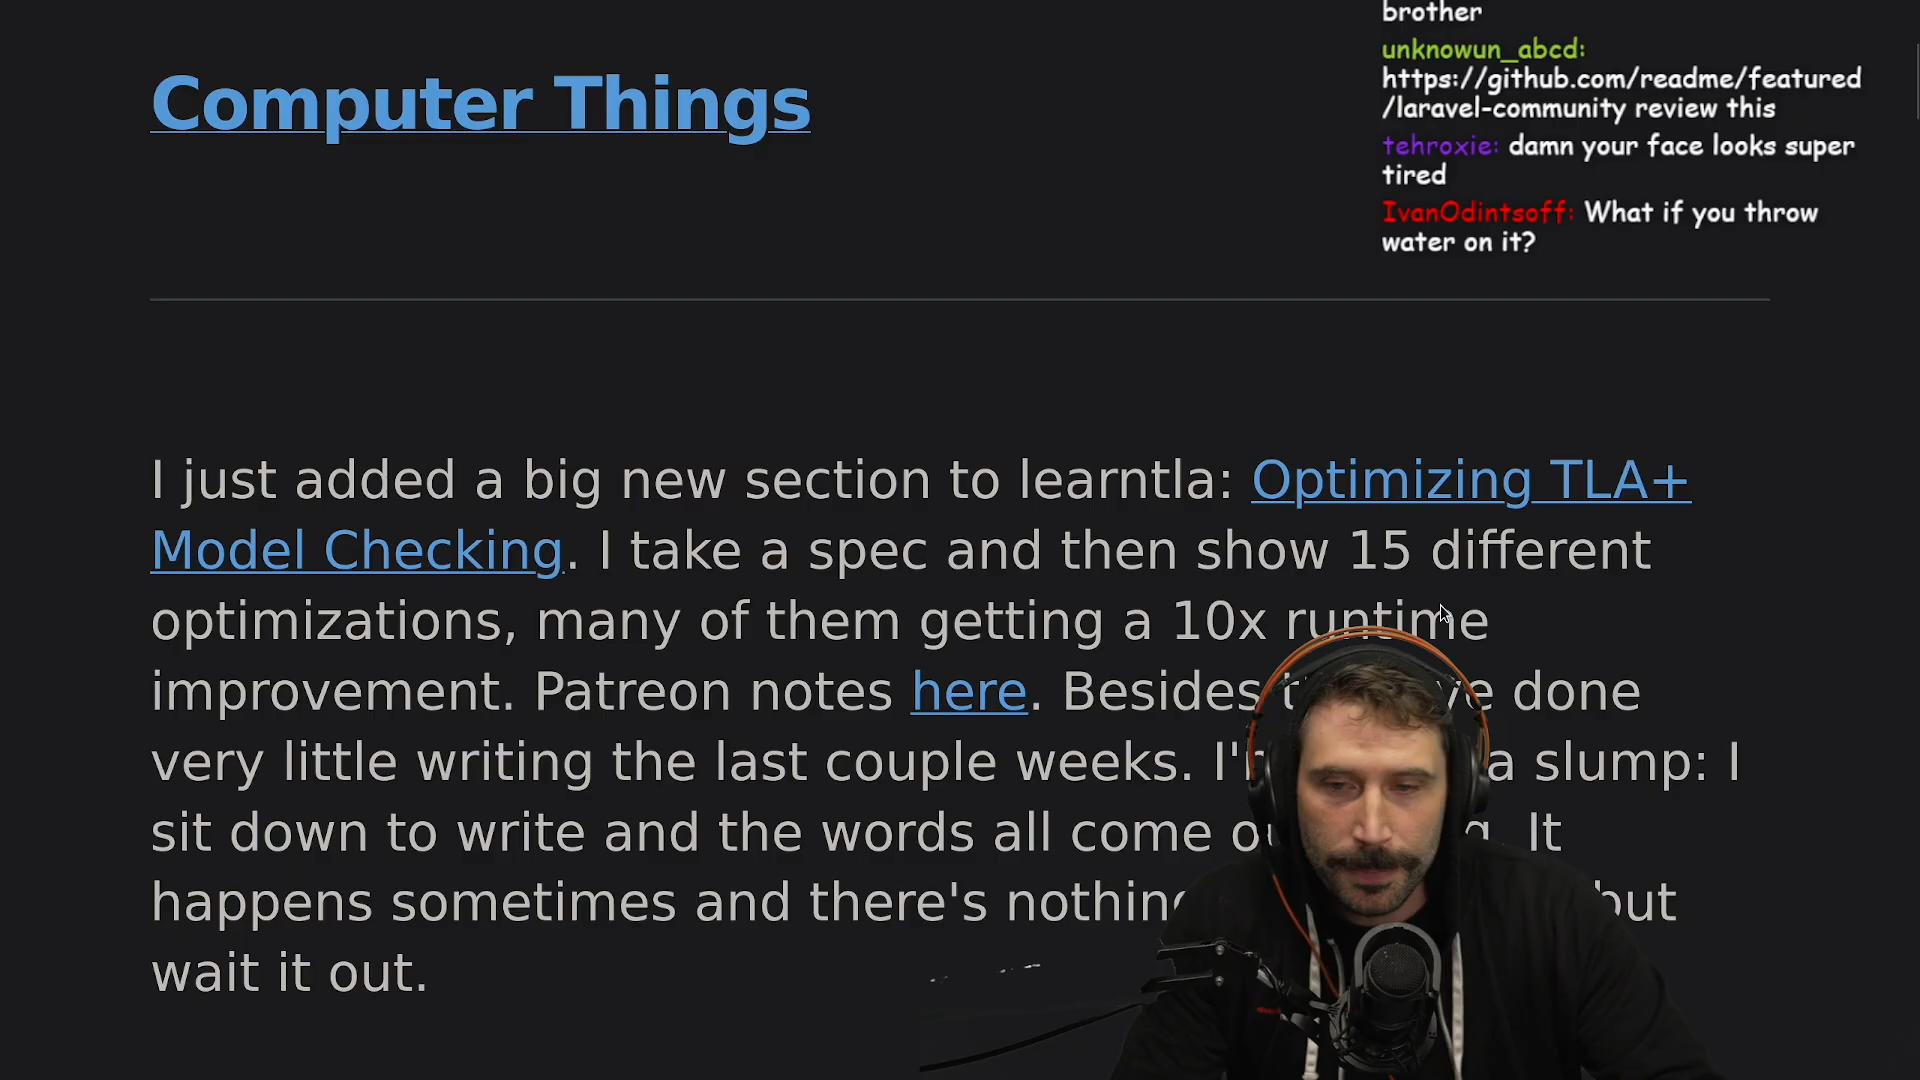 Computer Things
I just added a big new section to learntla: Optimizing TLA+
Model Checking. I take a spec and then show 15 different
optimizations, many of them getting a 10x runtime
improvement. Patreon notes here. Besides done
very little writing the last couple weeks. a slump: I
sit down to write and the words all come It
happens sometimes and there's but
wait it out.
brother
unknowun_abcd:
https://github.com/readme/featured
/laravel-community review this
tehroxie: damn your face looks super
tired
IvanOdintsoff: What if you throw
water on it?